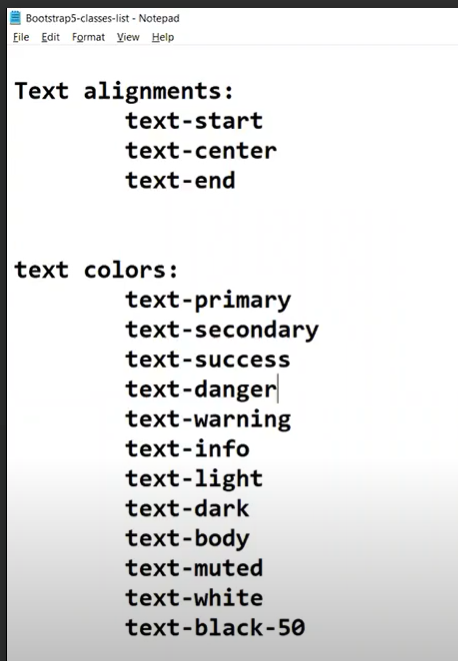 Bootstrap5-classes-list - Notepad
File Edit Format View Help
Text alignments:
text-start
text-center
text-end
text colors:
text-primary
text-secondary
text-success
text-danger
text-warning
text-info
text-light
text-dark
text-body
text-muted
text-white
text-black-50